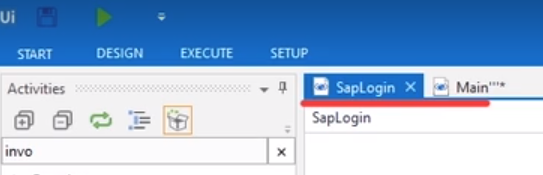 Ui
START DESIGN EXECUTE SETUP
Activities
SapLogin Main'''*
invo
SapLogin